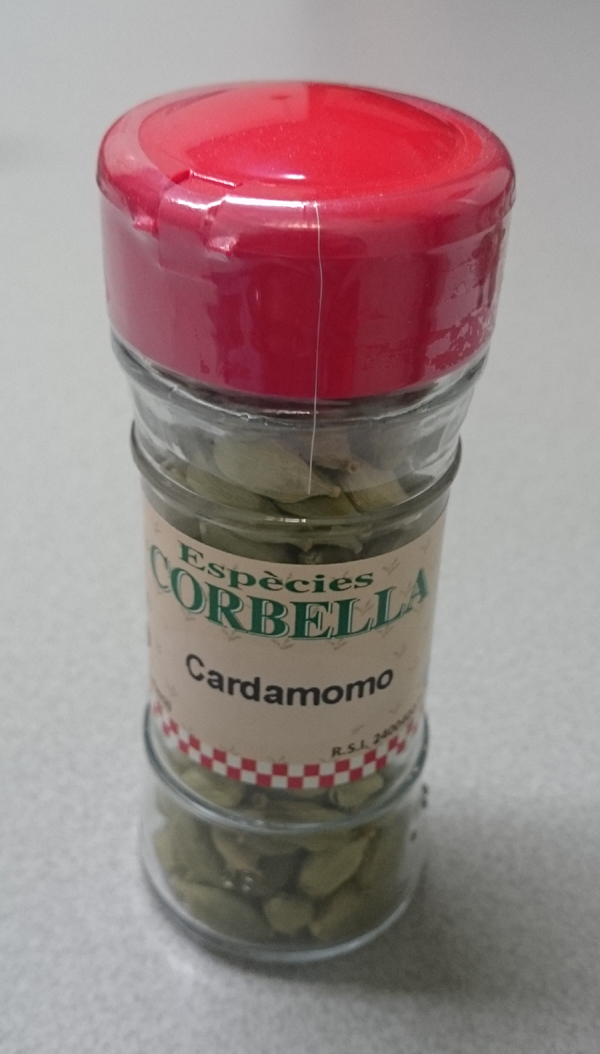 Espècies
CORBELLA
Cardamomo
R.S.I.